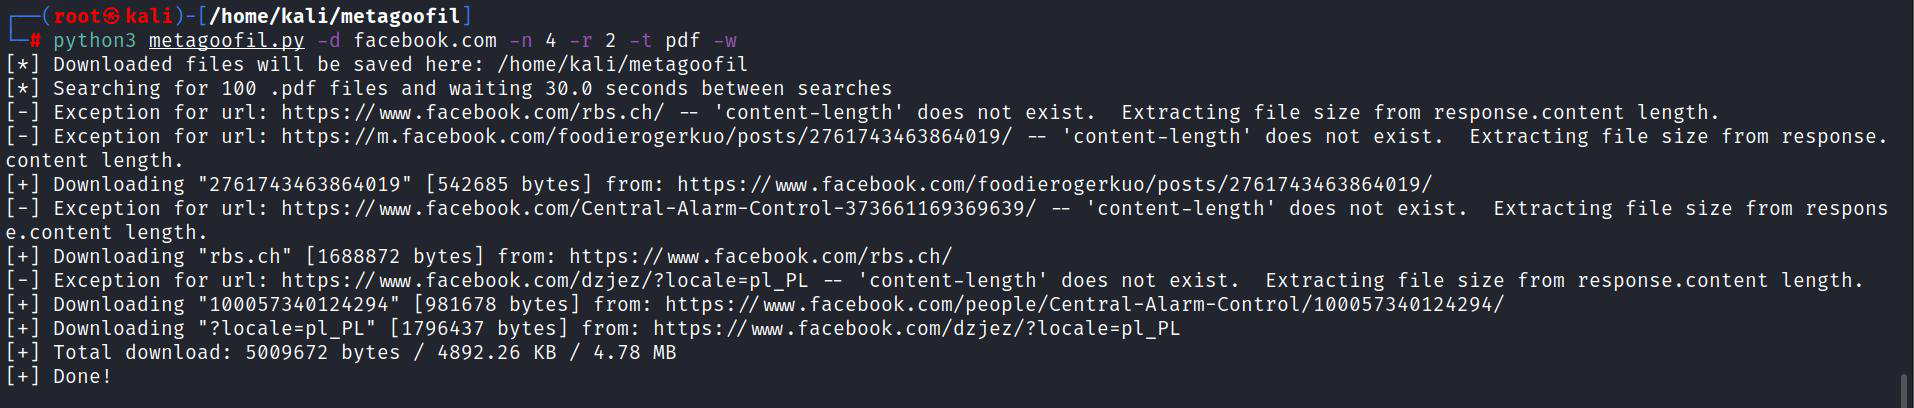 ┌──(root㉿kali)-[/home/kali/metagoofil]
└─# python3 metagoofil.py -d facebook.com -n 4 -r 2 -t pdf -w
[*] Downloaded files will be saved here: /home/kali/metagoofil
[*] Searching for 100 .pdf files and waiting 30.0 seconds between searches
[-] Exception for url: https://www.facebook.com/rbs.ch/ -- 'content-length' does not exist.  Extracting file size from response.content length.
[-] Exception for url: https://m.facebook.com/foodierogerkuo/posts/2761743463864019/ -- 'content-length' does not exist.  Extracting file size from response.
content length.
[+] Downloading "2761743463864019" [542685 bytes] from: https://www.facebook.com/foodierogerkuo/posts/2761743463864019/
[-] Exception for url: https://www.facebook.com/Central-Alarm-Control-373661169369639/ -- 'content-length' does not exist.  Extracting file size from respons
e.content length.
[+] Downloading "rbs.ch" [1688872 bytes] from: https://www.facebook.com/rbs.ch/
[-] Exception for url: https://www.facebook.com/dzjez/?locale=pl_PL -- 'content-length' does not exist.  Extracting file size from response.content length.
[+] Downloading "100057340124294" [981678 bytes] from: https://www.facebook.com/people/Central-Alarm-Control/100057340124294/
[+] Downloading "?locale=pl_PL" [1796437 bytes] from: https://www.facebook.com/dzjez/?locale=pl_PL
[+] Total download: 5009672 bytes / 4892.26 KB / 4.78 MB
[+] Done!